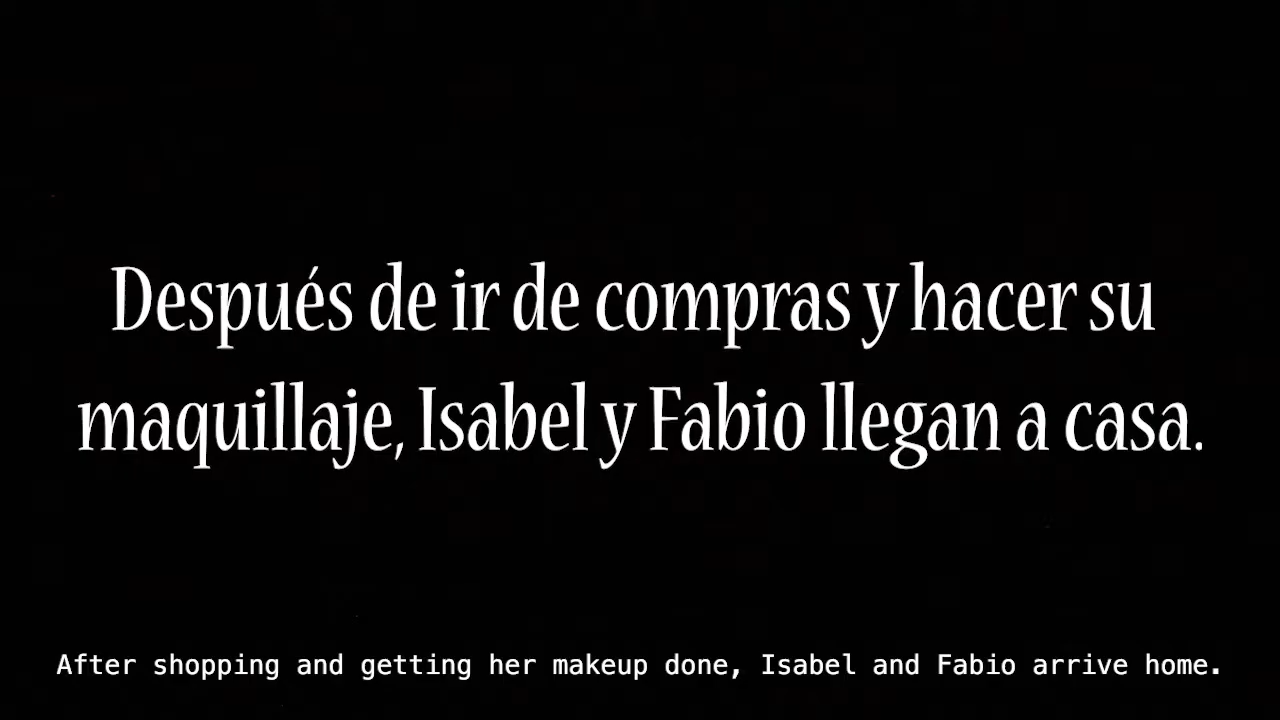 Después de ir de compras y hacer su
maquillaje, Isabel y Fabio llegan a casa.
After shopping and getting her makeup done, Isabel and Fabio arrive home.